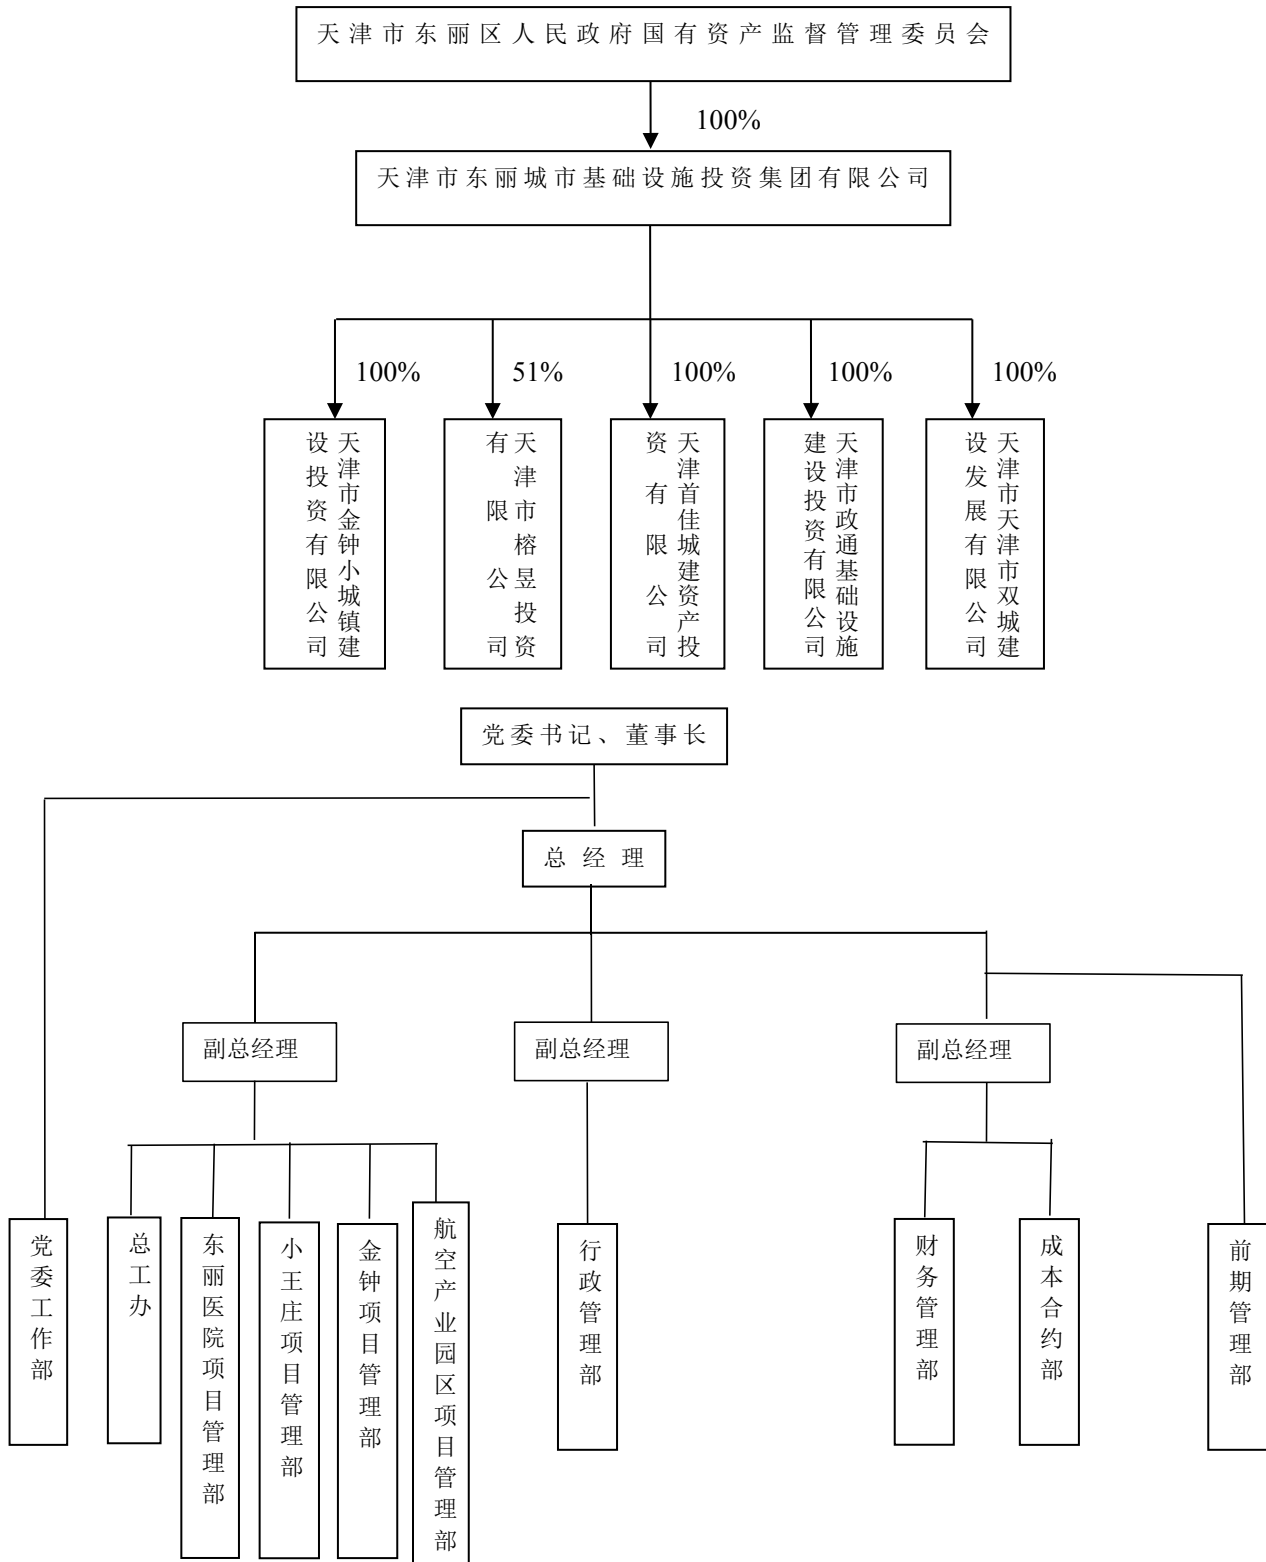 天津市东丽区人民政府国有资产监督管理委员会
100%
天津市东丽城市基础设施投资集团有限公司
100%
51%
100%
100%
100%
天津市金钟小城镇建
设投资有限公司
天津市榕昱投资
有限公司
天津首佳城建资产投
资有限公司
天津市政通基础设施
建设投资有限公司
天津市天津市双城建
设发展有限公司
党委书记、董事长
总经理
副总经理
副总经理
副总经理
党委工作部
总工办
东丽医院项目管理部
小王庄项目管理部
金钟项目管理部
航空产业园区项目管理部
行政管理部
财务管理部
成本合约部
前期管理部